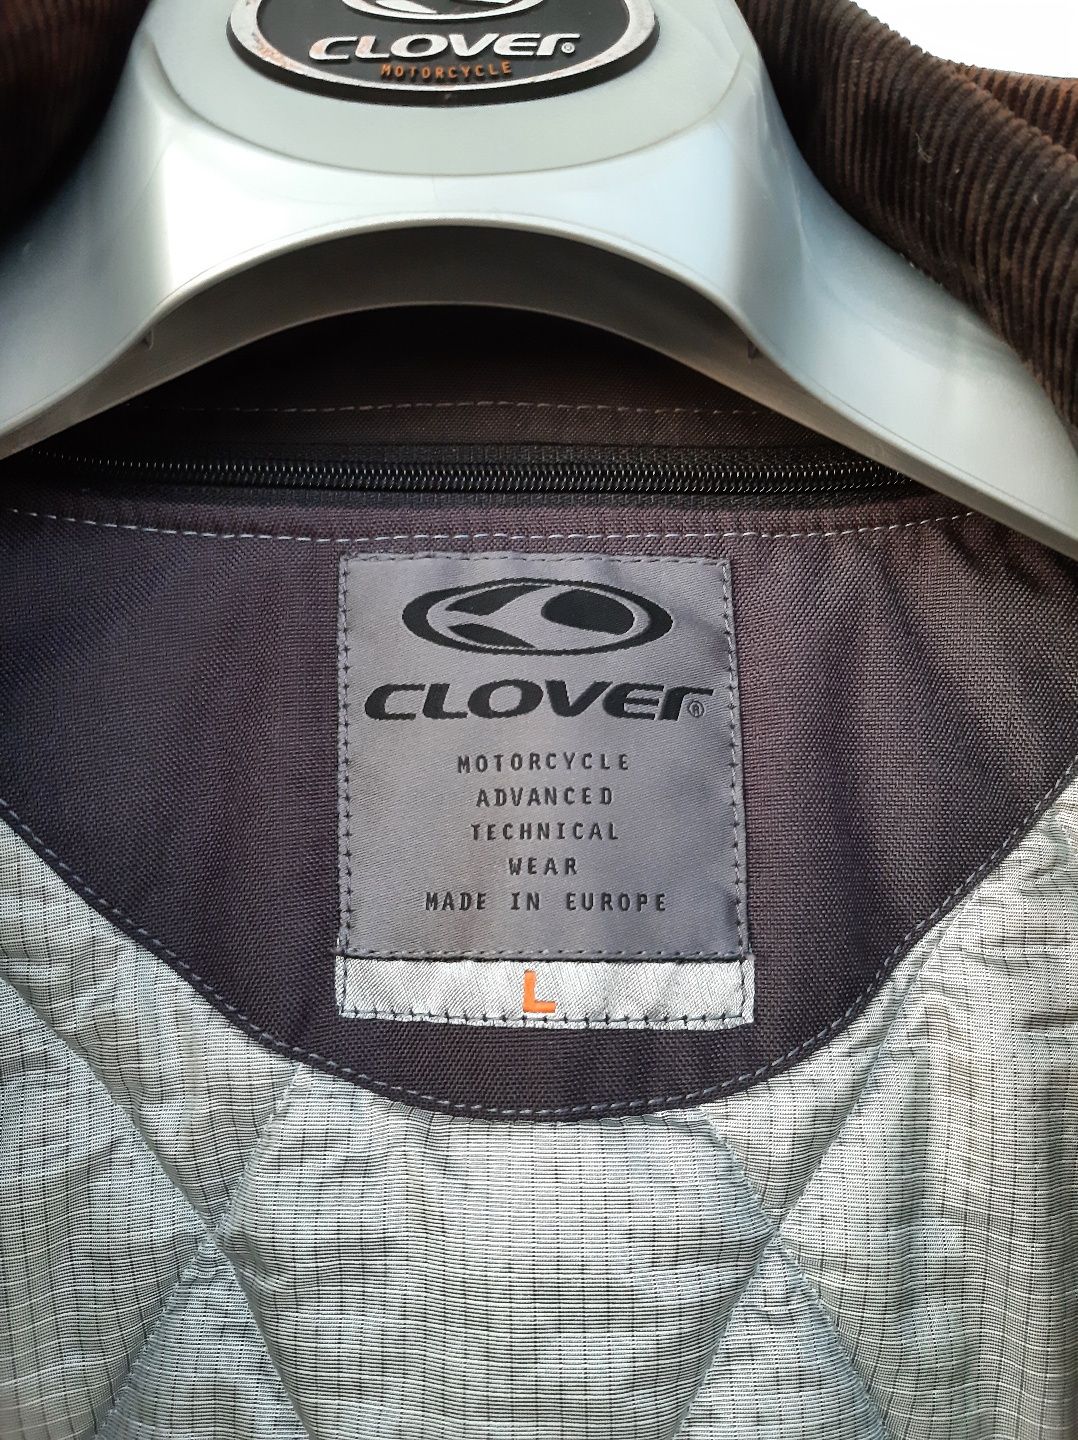 CLOVER®
MOTORCYCLE
CLOVER®
MOTORCYCLE
ADVANCED
TECHNICAL
WEAR
MADE IN EUROPE
L